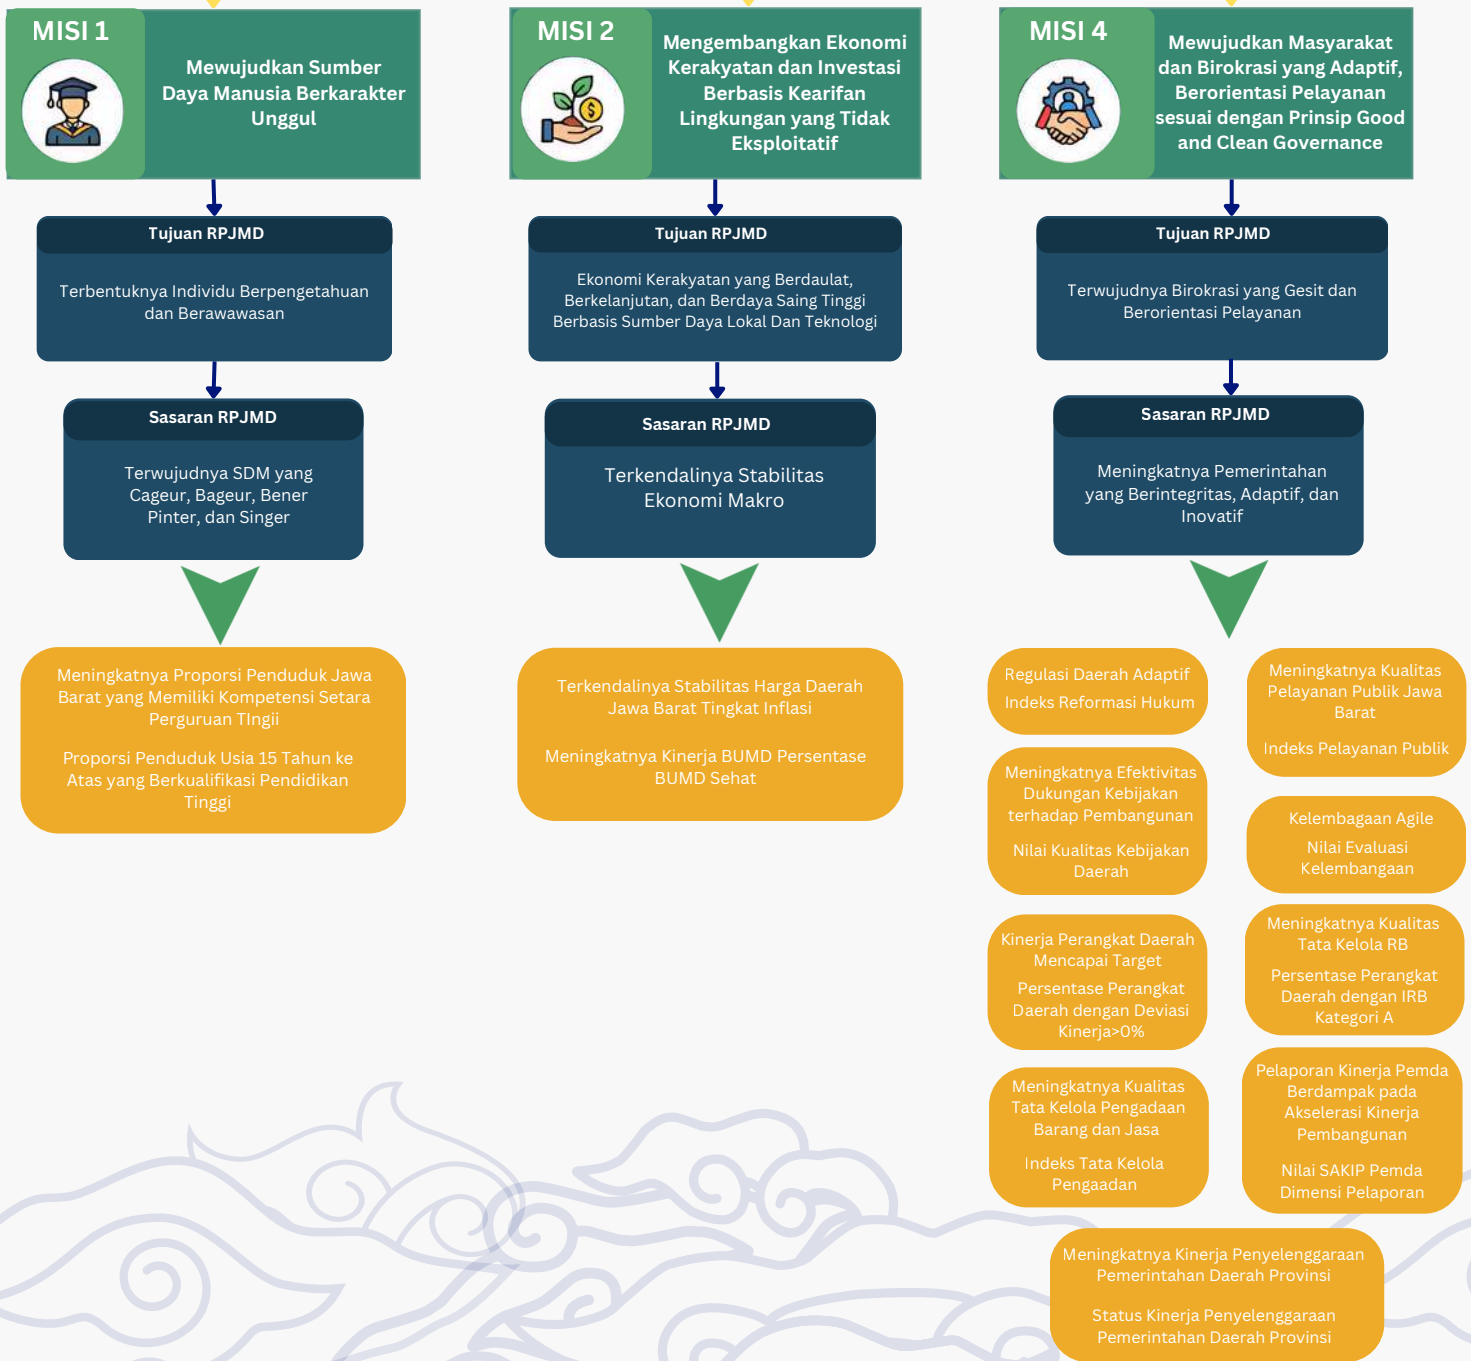 MISI 1
Mewujudkan Sumber
Daya Manusia Berkarakter
Unggul
Tujuan RPJMD
Terbentuknya Individu Berpengetahuan
dan Berawawasan
Sasaran RPJMD
Terwujudnya SDM yang
Cageur, Bageur, Bener
Pinter, dan Singer
Meningkatnya Proporsi Penduduk Jawa
Barat yang Memiliki Kompetensi Setara
Perguruan TIngii
Proporsi Penduduk Usia 15 Tahun ke
Atas yang Berkualifikasi Pendidikan
Tinggi
MISI 2
Mengembangkan Ekonomi
Kerakyatan dan Investasi
Berbasis Kearifan
Lingkungan yang Tidak
Eksploitatif
Tujuan RPJMD
Ekonomi Kerakyatan yang Berdaulat,
Berkelanjutan, dan Berdaya Saing Tinggi
Berbasis Sumber Daya Lokal Dan Teknologi
Sasaran RPJMD
Terkendalinya Stabilitas
Ekonomi Makro
Terkendalinya Stabilitas Harga Daerah
Jawa Barat Tingkat Inflasi
Meningkatnya Kinerja BUMD Persentase
BUMD Sehat
MISI 4
Mewujudkan Masyarakat
dan Birokrasi yang Adaptif,
Berorientasi Pelayanan
sesuai dengan Prinsip Good
and Clean Governance
Tujuan RPJMD
Terwujudnya Birokrasi yang Gesit dan
Berorientasi Pelayanan
Sasaran RPJMD
Meningkatnya Pemerintahan
yang Berintegritas, Adaptif, dan
Inovatif
Regulasi Daerah Adaptif
Indeks Reformasi Hukum
Meningkatnya Kualitas
Pelayanan Publik Jawa
Barat
Indeks Pelayanan Publik
Meningkatnya Efektivitas
Dukungan Kebijakan
terhadap Pembangunan
Nilai Kualitas Kebijakan
Daerah
Kelembagaan Agile
Nilai Evaluasi
Kelembangaan
Kinerja Perangkat Daerah
Mencapai Target
Persentase Perangkat
Daerah dengan Deviasi
Kinerja>0%
Meningkatnya Kualitas
Tata Kelola RB
Persentase Perangkat
Daerah dengan IRB
Kategori A
Meningkatnya Kualitas
Tata Kelola Pengadaan
Barang dan Jasa
Indeks Tata Kelola
Pengaadan
Pelaporan Kinerja Pemda
Berdampak pada
Akselerasi Kinerja
Pembangunan
Nilai SAKIP Pemda
Dimensi Pelaporan
Meningkatnya Kinerja Penyelenggaraan
Pemerintahan Daerah Provinsi
Status Kinerja Penyelenggaraan
Pemerintahan Daerah Provinsi